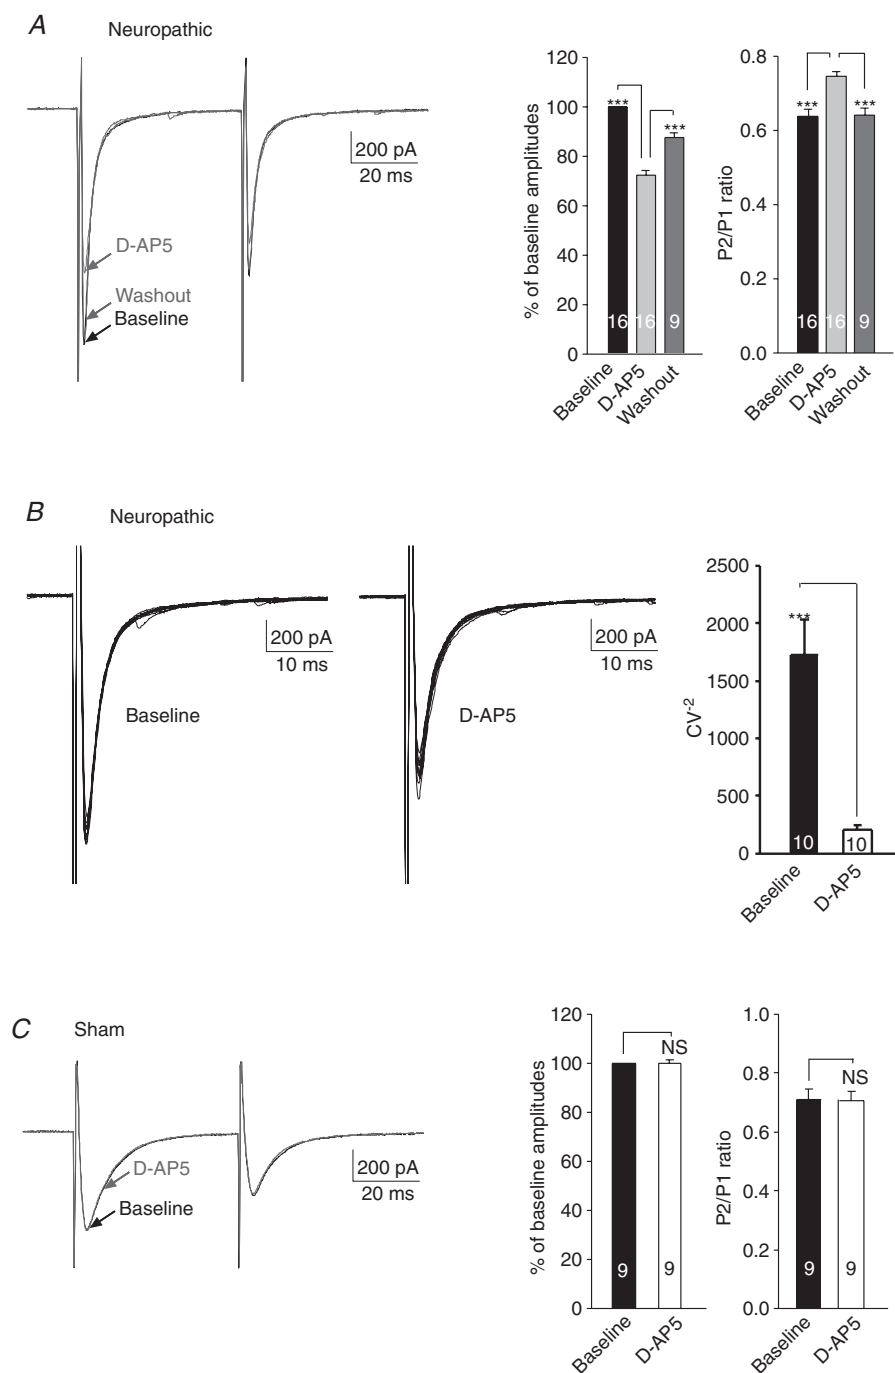 A
Neuropathic
200 pA
20 ms
D-AP5
Washout
Baseline
% of baseline amplitudes
120
100
80
60
40
20
0
***
***
16
16
9
Baseline
D-AP5
Washout
P2/P1 ratio
0.8
0.6
0.4
0.2
0.0
***
***
16
16
9
Baseline
D-AP5
Washout
B
Neuropathic
200 pA
10 ms
Baseline
200 pA
10 ms
D-AP5
CV-2
2500
2000
1500
1000
500
0
***
10
10
Baseline
D-AP5
C
Sham
200 pA
20 ms
D-AP5
Baseline
% of baseline amplitudes
120
100
80
60
40
20
0
NS
9
9
Baseline
D-AP5
P2/P1 ratio
1.0
0.8
0.6
0.4
0.2
0.0
NS
9
9
Baseline
D-AP5